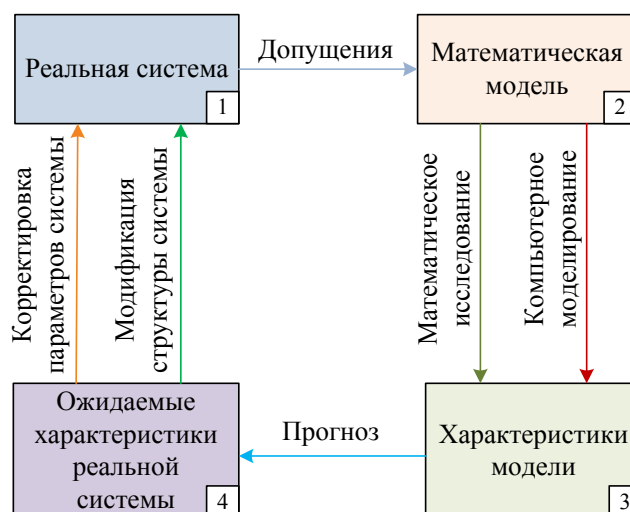 Реальная система
1
Допущения
Математическая
модель
2
Корректировка
параметров системы
Модификация
структуры системы
Математическое
исследование
Компьютерное
моделирование
Ожидаемые
характеристики
реальной
системы
4
Прогноз
Характеристики
модели
3